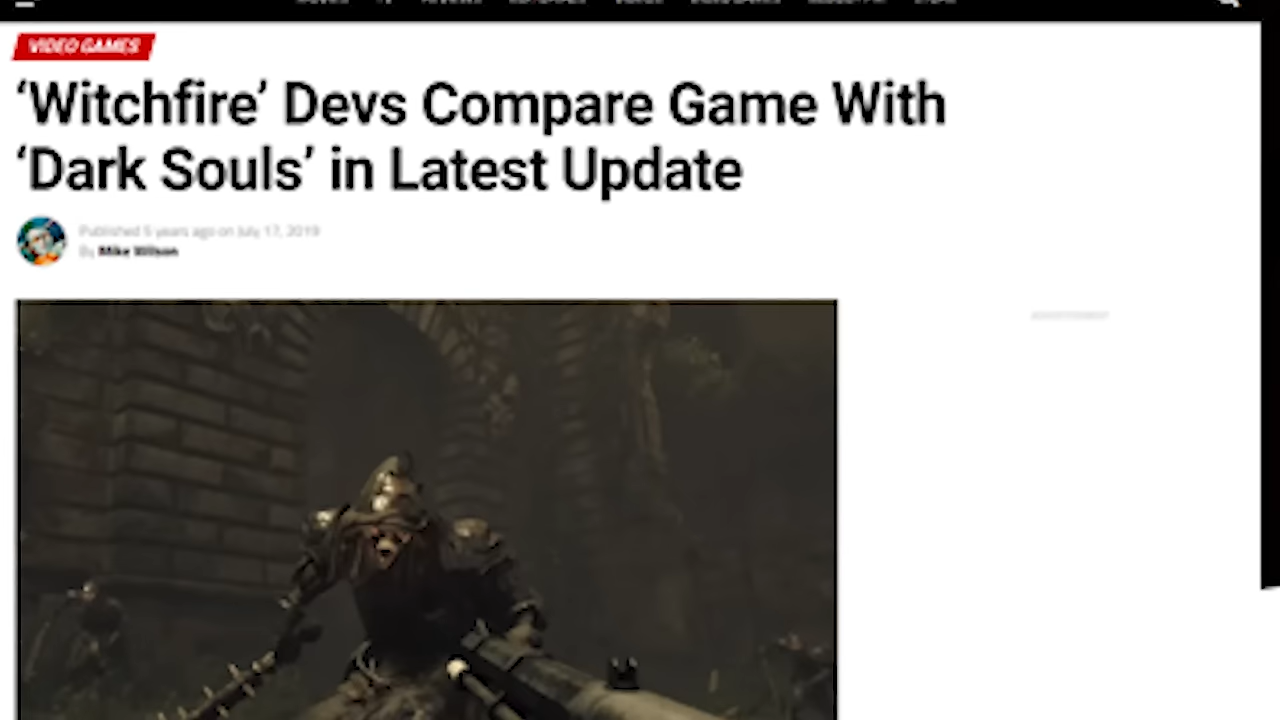 VIDEO GAMES
‘Witchfire’ Devs Compare Game With
‘Dark Souls’ in Latest Update
Published 5 years ago on July 17, 2019
By Mike Wilson
ADVERTISEMENT